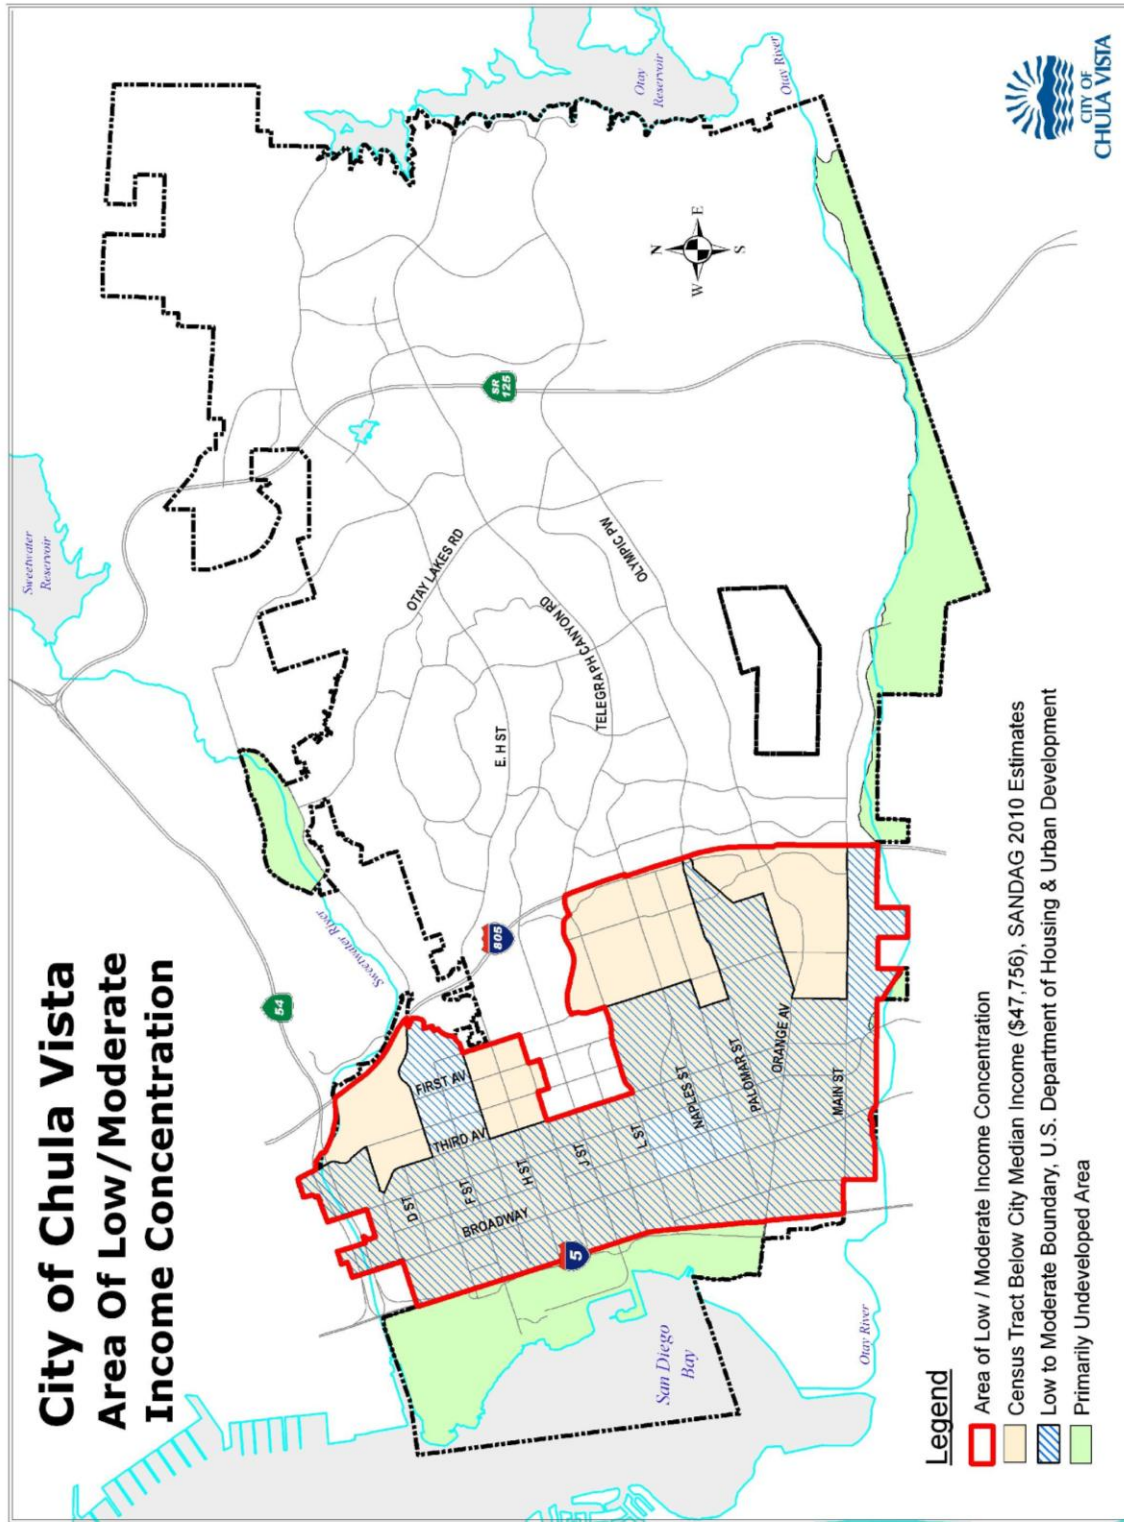 City of Chula Vista
Area Of Low/Moderate
Income Concentration
54
Sweetwater
Reservoir
Sweetwater River
805
SR
125
Otay
Reservoir
Otay River
N
W
E
S
OTAY LAKES RD
E. H ST
TELEGRAPH CANYON RD
OLYMPIC PW
FIRST AV
THIRD AV
D ST
F ST
H ST
J ST
L ST
BROADWAY
NAPLES ST
PALOMAR ST
ORANGE AV
MAIN ST
5
San Diego
Bay
Otay River
Legend
Area of Low / Moderate Income Concentration
Census Tract Below City Median Income ($47,756), SANDAG 2010 Estimates
Low to Moderate Boundary, U.S. Department of Housing & Urban Development
Primarily Undeveloped Area
CITY OF
CHULA VISTA